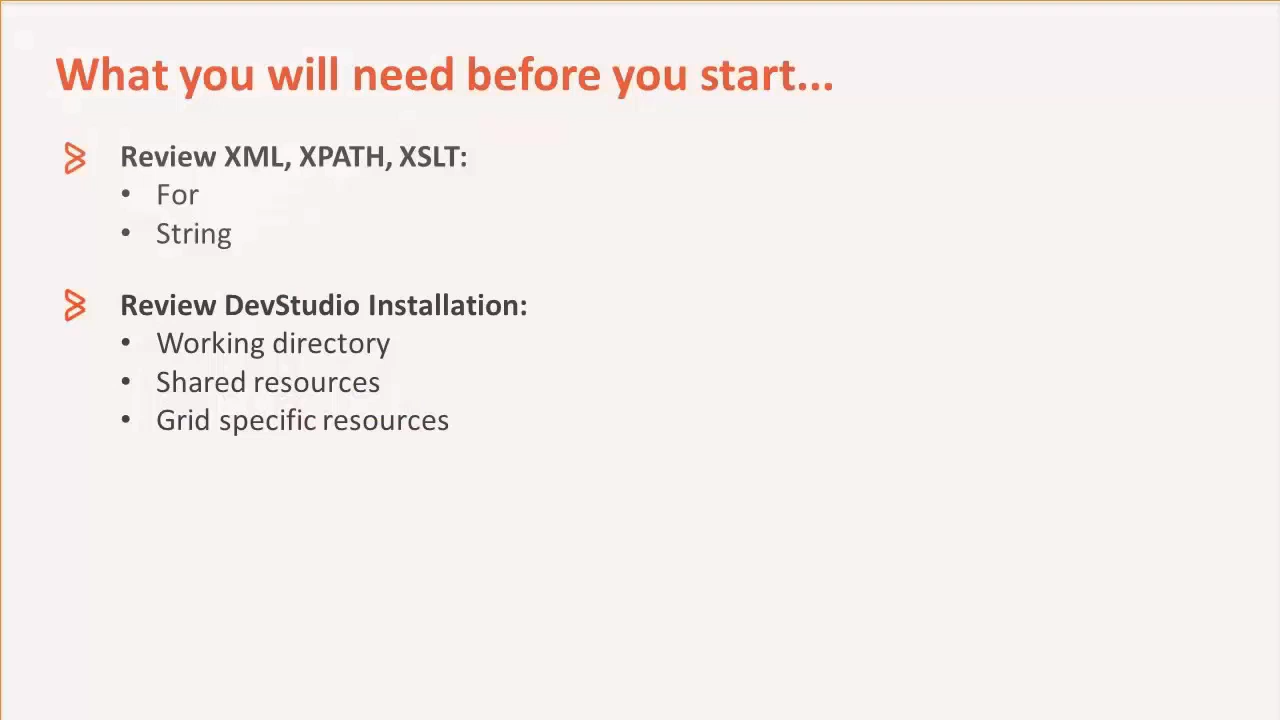 What you will need before you start...
Review XML, XPATH, XSLT:
• For
• String
Review DevStudio Installation:
• Working directory
• Shared resources
• Grid specific resources